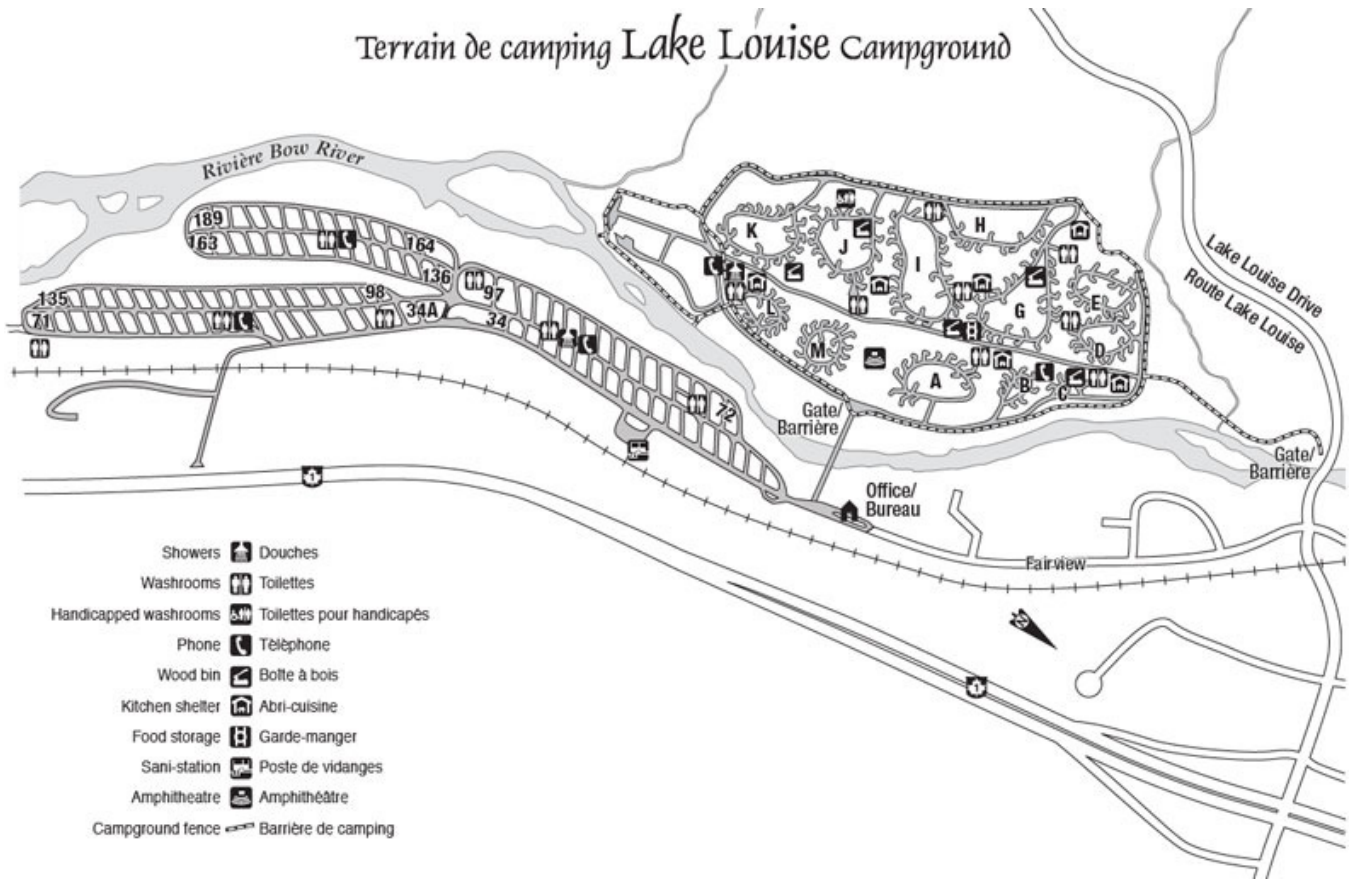 Terrain de camping Lake Louise Campground
Rivière Bow River
189
163
164
136
135
71
98
34A
97
34
72
K
J
I
H
L
M
A
G
E
D
B
C
Lake Louise Drive
Route Lake Louise
Gate/
Barrière
Gate/
Barrière
Office/
Bureau
Fairview
1
1
N
Showers Douches
Washrooms Toilettes
Handicapped washrooms Toilettes pour handicapés
Phone Tèlèphone
Wood bin Boîte à bois
Kitchen shelter Abri-cuisine
Food storage Garde-manger
Sani-station Poste de vidanges
Amphitheatre Amphithéâtre
Campground fence Barrière de camping